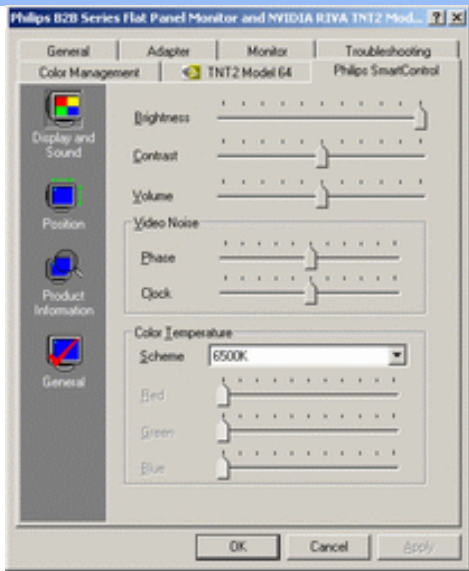 Philips B2B Series Flat Panel Monitor and NVIDIA RIVA TNT2 Mod...
General Adapter Monitor Troubleshooting
Color Management TNT2 Model 64 Philips SmartControl
Display and
Sound
Position
Product
Information
General
Brightness
Contrast
Volume
Video Noise
Phase
Clock
Color Temperature
Scheme 6500K
Red
Green
Blue
OK Cancel Apply